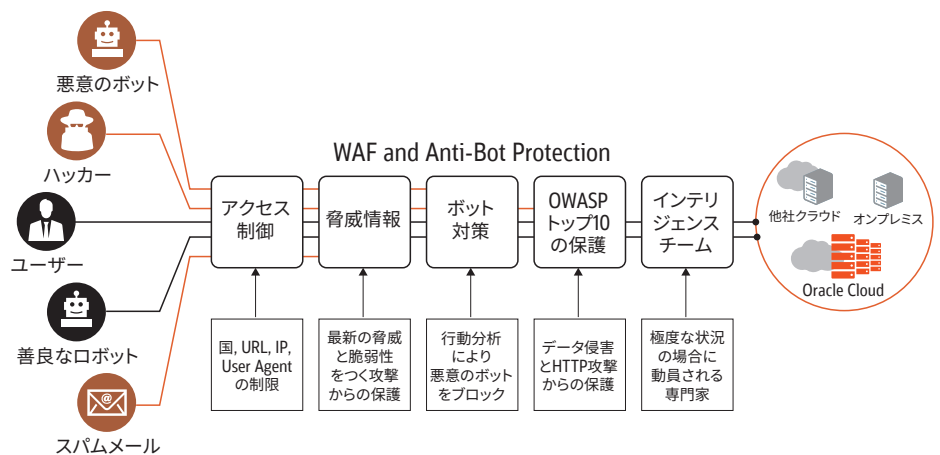 悪意のボット
ハッカー
ユーザー
善良なロボット
@
スパムメール
WAF and Anti-Bot Protection
アクセス
制御
脅威情報
ボット
対策
OWASP
トップ10
の保護
インテリ
ジェンス
チーム
国, URL, IP,
User Agent
の制限
最新の脅威
と脆弱性
をつく攻撃
からの保護
行動分析
により
悪意のボット
をブロック
データ侵害
とHTTP攻撃
からの保護
極度な状況
の場合に
動員される
専門家
他社クラウド
オンプレミス
Oracle Cloud